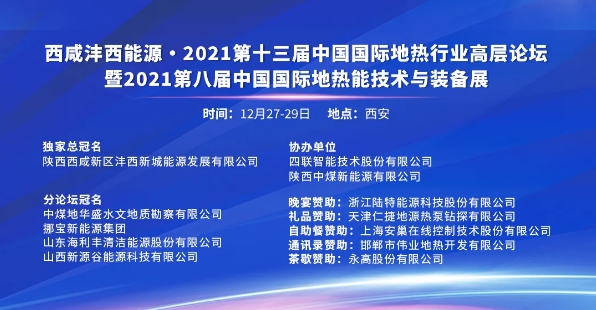 西咸沣西能源·2021第十三届中国国际地热行业高层论坛
暨2021第八届中国国际地热能技术与装备展
时间：12月27-29日 地点：西安
独家总冠名
陕西西咸新区沣西新城能源发展有限公司
分论坛冠名
中煤地华盛水文地质勘察有限公司
挪宝新能源集团
山东海利丰清洁能源股份有限公司
山西新源谷能源科技有限公司
协办单位
四联智能技术股份有限公司
陕西中煤新能源有限公司
晚宴赞助：浙江陆特能源科技股份有限公司
礼品赞助：天津仁捷地源热泵钻探有限公司
自助餐赞助：上海安巢在线控制技术股份有限公司
通讯录赞助：邯郸市伟业地热开发有限公司
茶歇赞助：永高股份有限公司